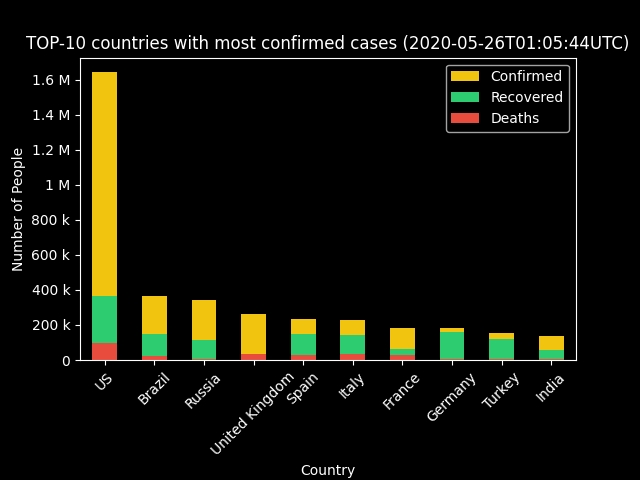 TOP-10 countries with most confirmed cases (2020-05-26T01:05:44UTC)
Confirmed
Recovered
Deaths
Number of People
1.6 M
1.4 M
1.2 M
1 M
800 k
600 k
400 k
200 k
0
US
Brazil
Russia
United Kingdom
Spain
Italy
France
Germany
Turkey
India
Country